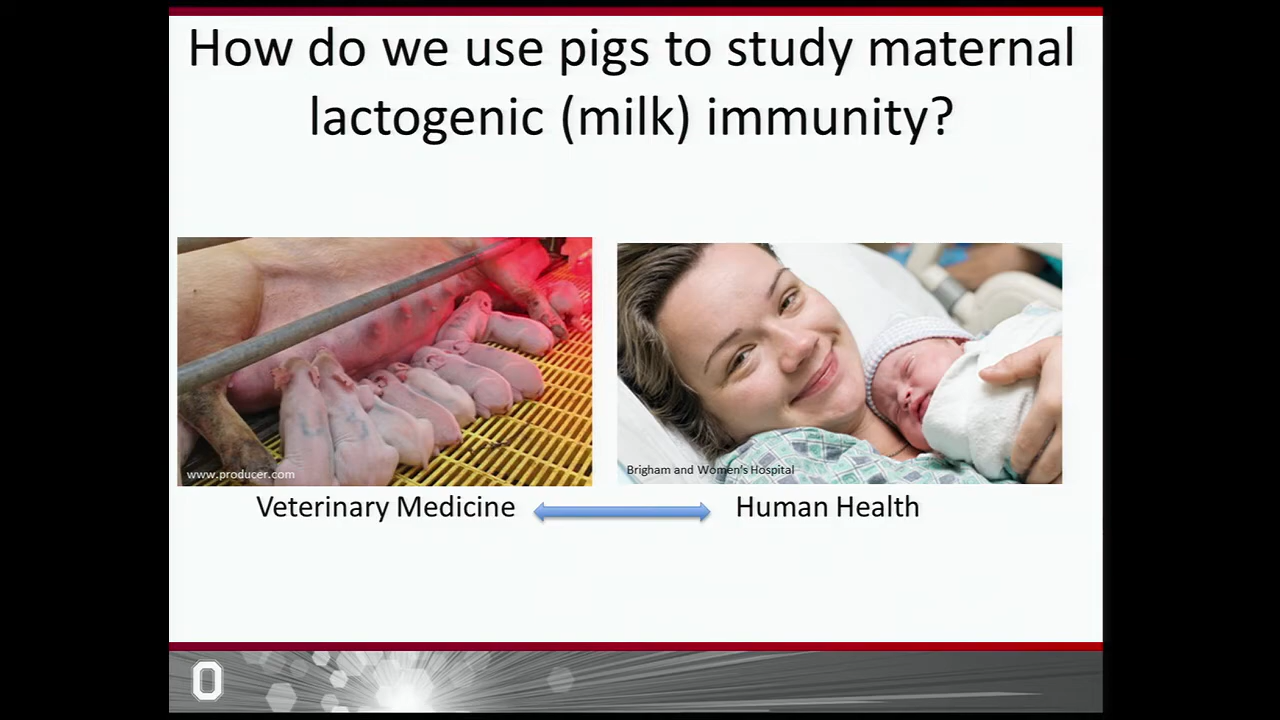 How do we use pigs to study maternal
lactogenic (milk) immunity?
www.producer.com
Brigham and Women's Hospital
Veterinary Medicine
Human Health
O